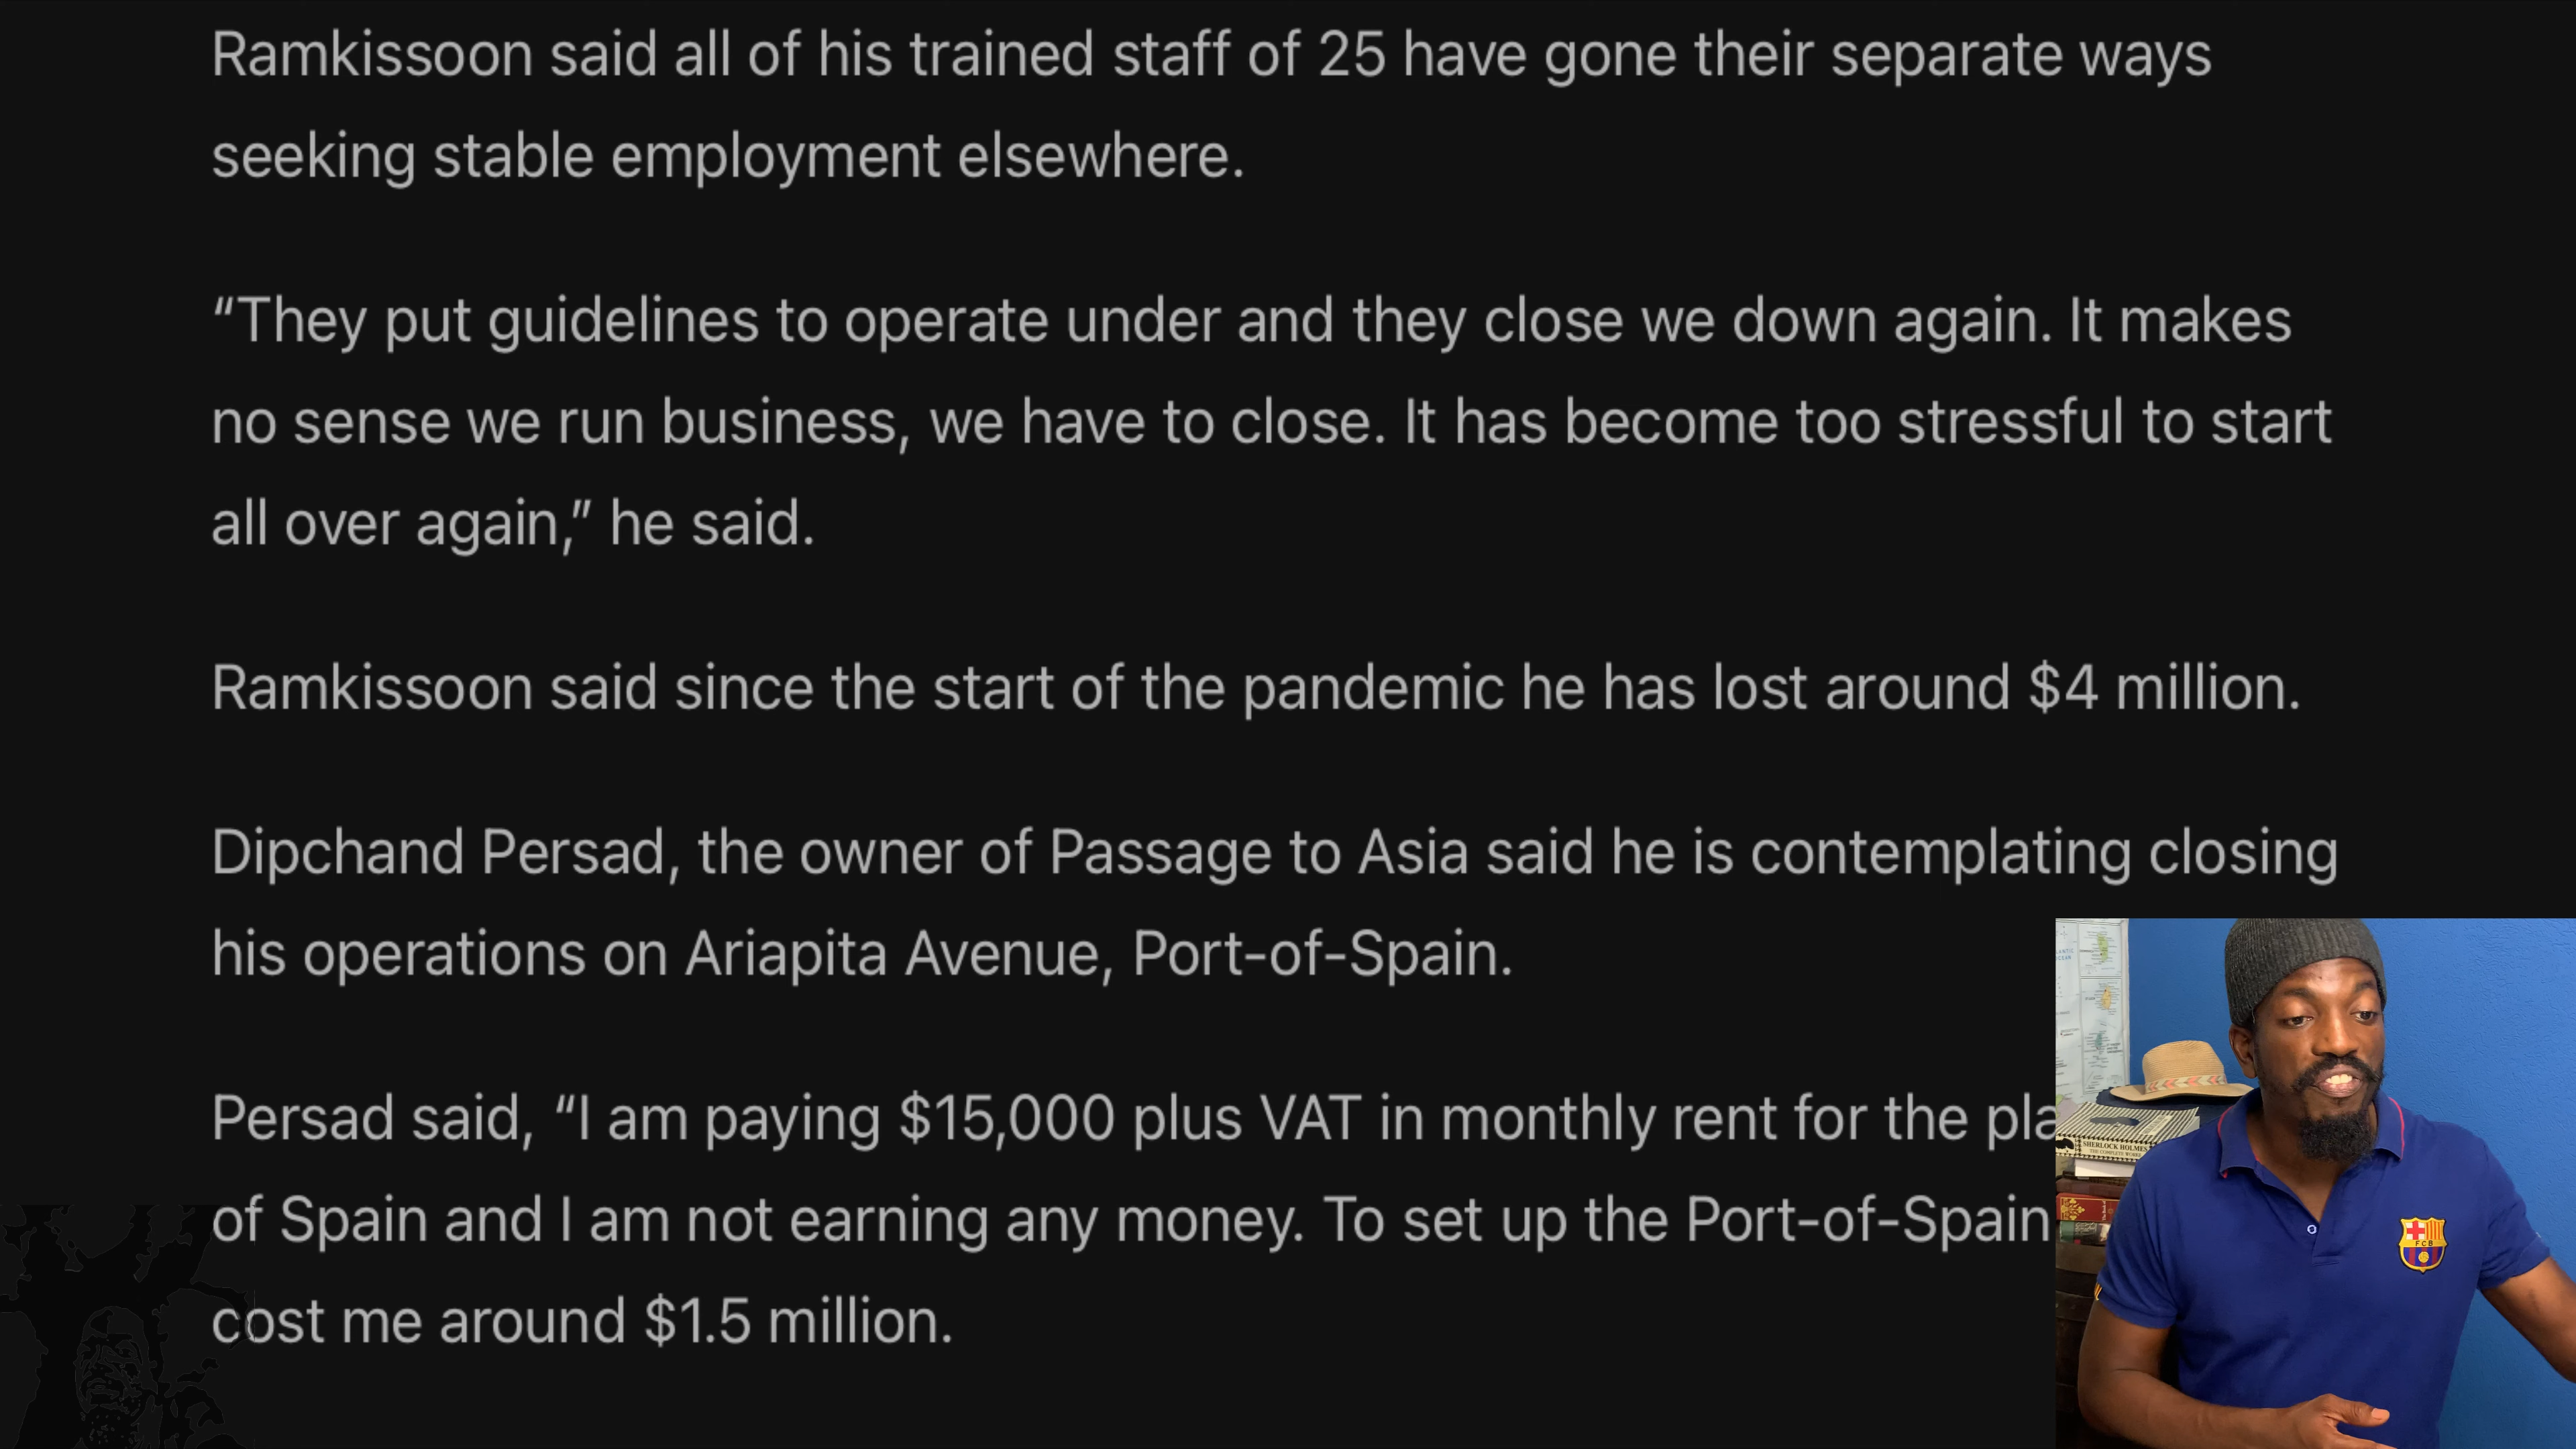 Ramkissoon said all of his trained staff of 25 have gone their separate ways
seeking stable employment elsewhere.
“They put guidelines to operate under and they close we down again. It makes
no sense we run business, we have to close. It has become too stressful to start
all over again,” he said.
Ramkissoon said since the start of the pandemic he has lost around $4 million.
Dipchand Persad, the owner of Passage to Asia said he is contemplating closing
his operations on Ariapita Avenue, Port-of-Spain.
Persad said, “I am paying $15,000 plus VAT in monthly rent for the pla
of Spain and I am not earning any money. To set up the Port-of-Spain
cost me around $1.5 million.
SHERLOCK HOLMES
THE COMPLETE
FCB